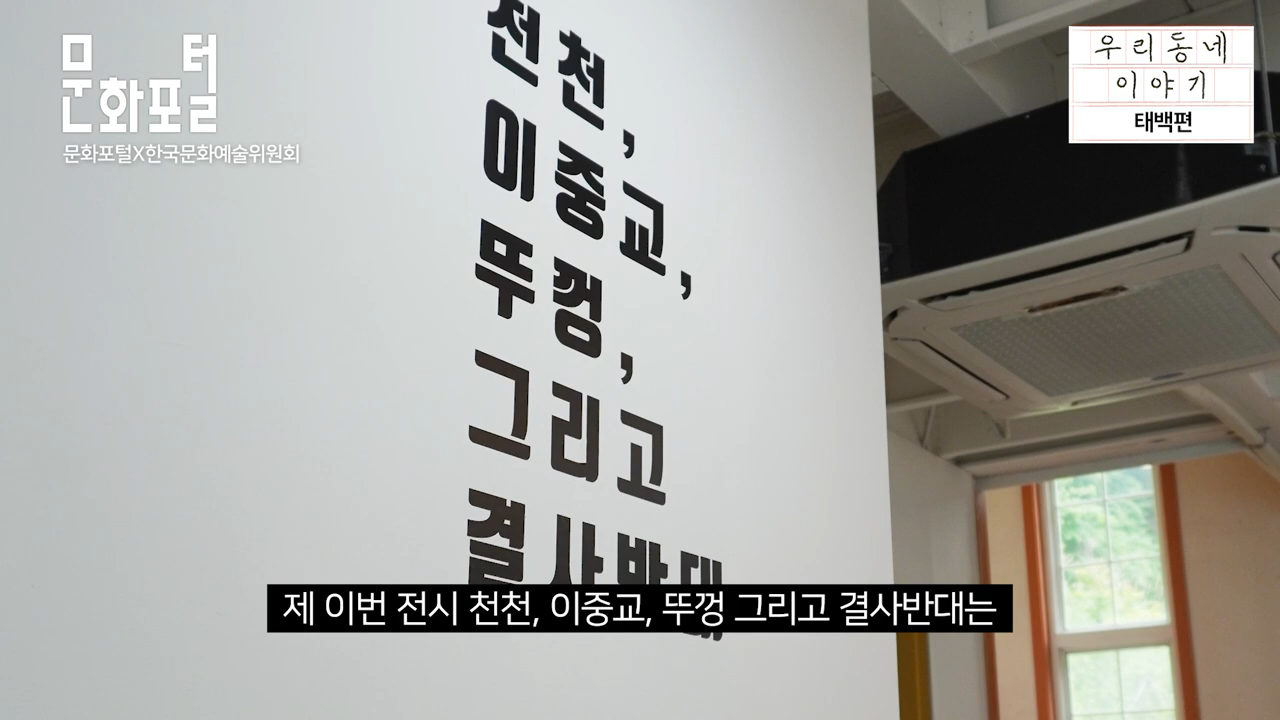 문화포털
문화포털X한국문화예술위원회
우리동네
이야기
태백편
천천,
이중교,
뚜껑,
그리고
결사반대
제 이번 전시 천천, 이중교, 뚜껑 그리고 결사반대는